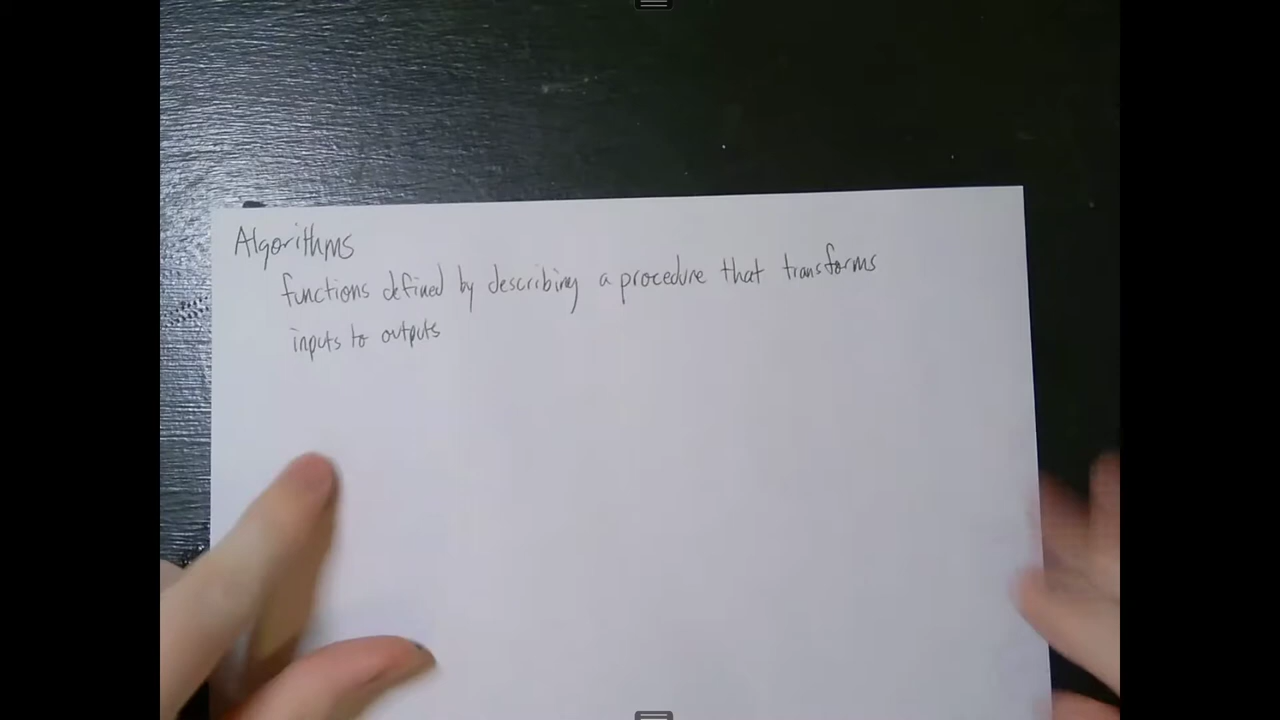 Algorithms
functions defined by describing a procedure that transforms
inputs to outputs